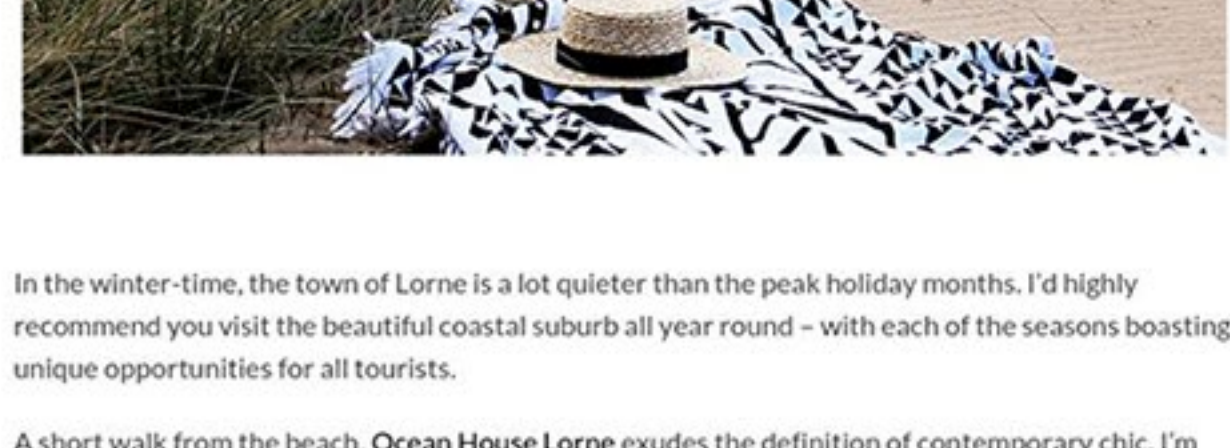 In the winter-time, the town of Lorne is a lot quieter than the peak holiday months. I'd highly
recommend you visit the beautiful coastal suburb all year round – with each of the seasons boasting
unique opportunities for all tourists.
A short walk from the beach, Ocean House Lorne exudes the definition of contemporary chic. I'm